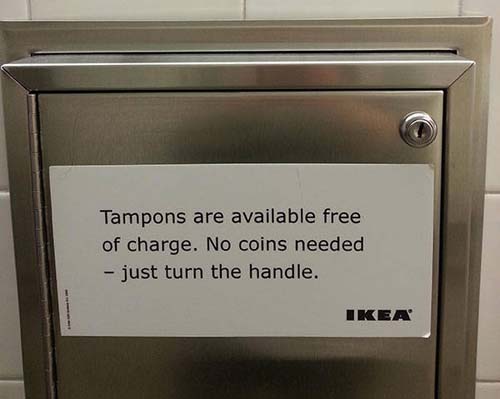 Tampons are available free
of charge. No coins needed
– just turn the handle.
IKEA